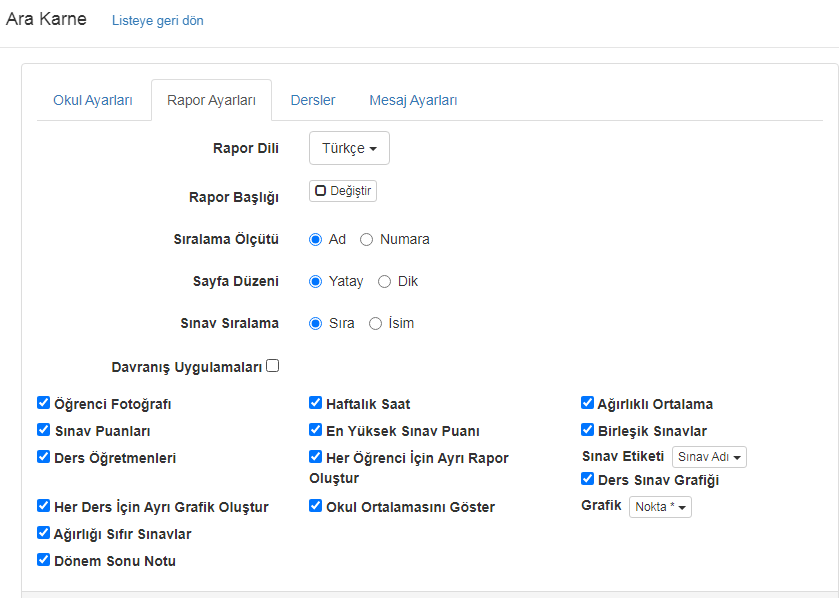 Ara Karne Listeye geri dön
Okul Ayarları Rapor Ayarları Dersler Mesaj Ayarları
Rapor Dili Türkçe
Rapor Başlığı Değiştir
Sıralama Ölçütü Ad Numara
Sayfa Düzeni Yatay Dik
Sınav Sıralama Sıra İsim
Davranış Uygulamaları
Öğrenci Fotoğrafı Haftalık Saat Ağırlıklı Ortalama
Sınav Puanları En Yüksek Sınav Puanı Birleşik Sınavlar
Ders Öğretmenleri Her Öğrenci İçin Ayrı Rapor Sınav Etiketi Sınav Adı
Oluştur Ders Sınav Grafiği
Her Ders İçin Ayrı Grafik Oluştur Okul Ortalamasını Göster Grafik Nokta *
Ağırlığı Sıfır Sınavlar
Dönem Sonu Notu